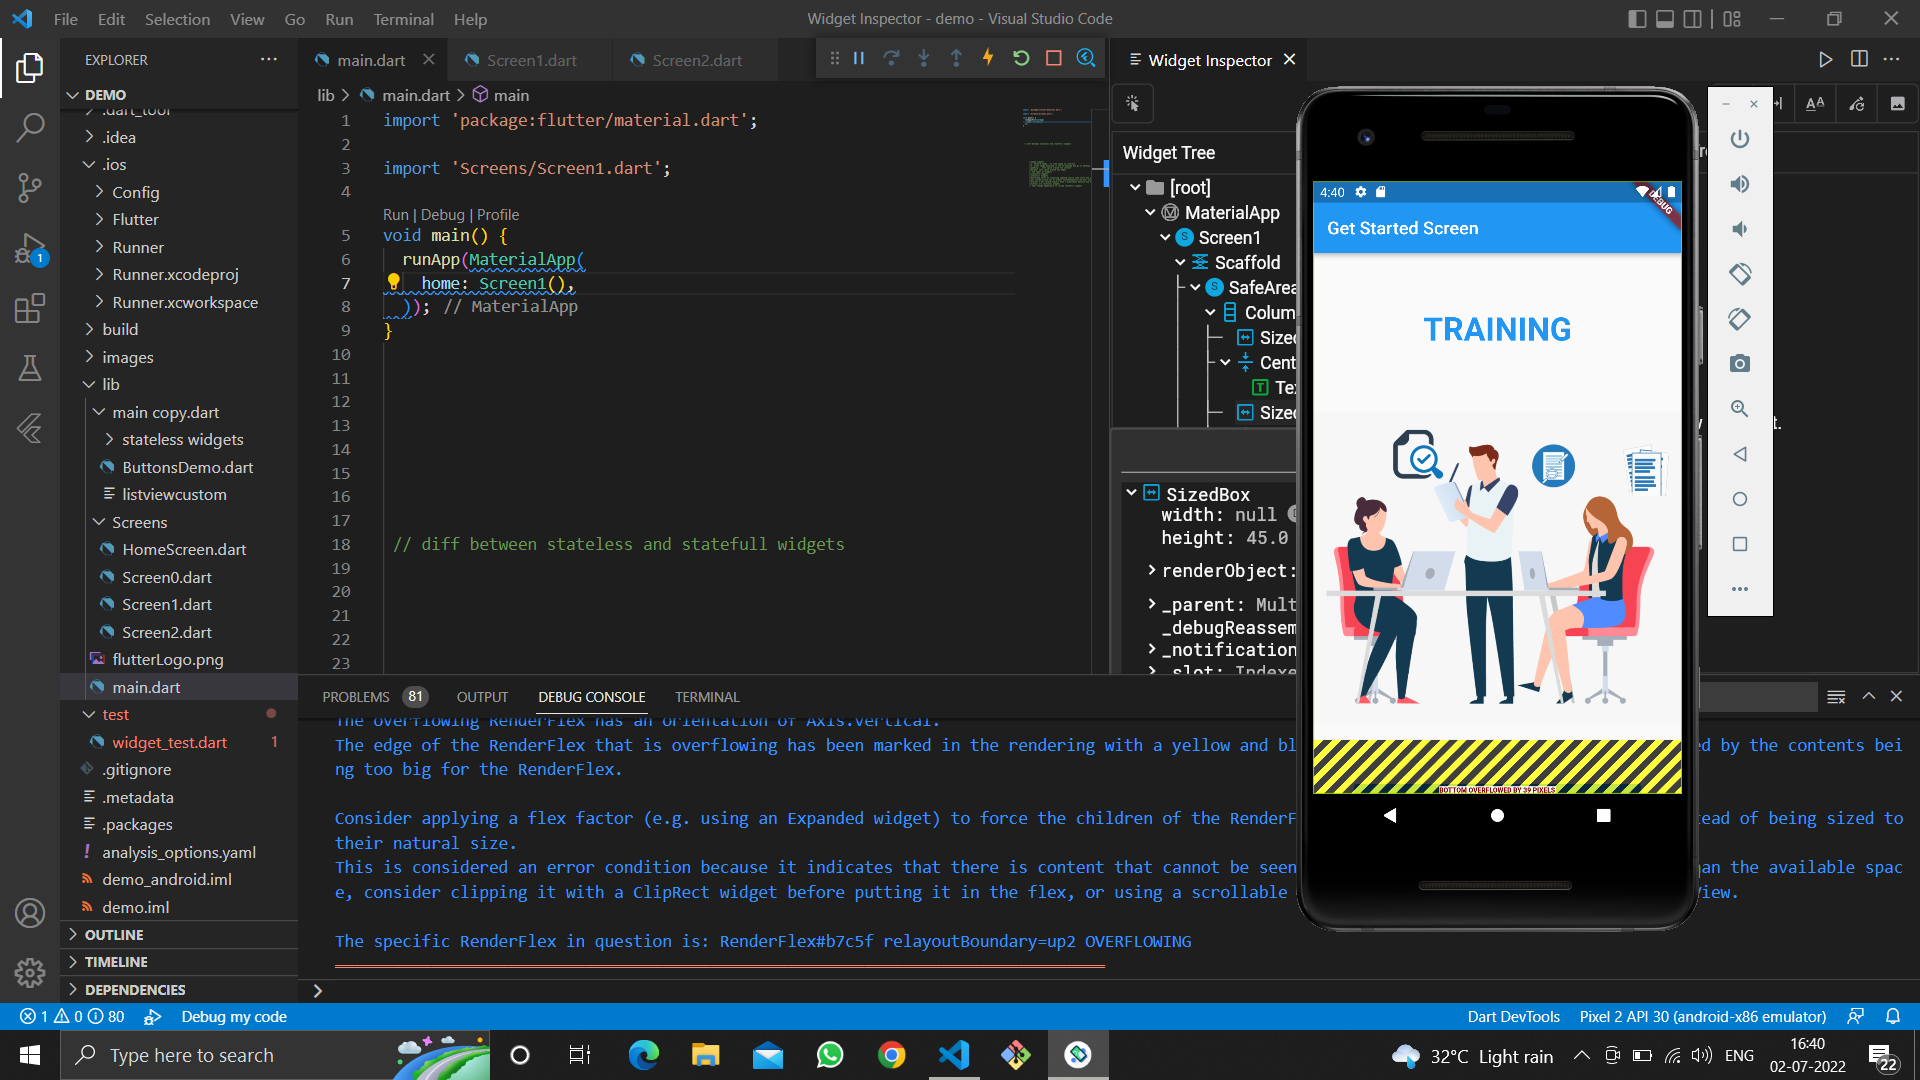 File Edit Selection View Go Run Terminal Help
Widget Inspector - demo - Visual Studio Code
EXPLORER
DEMO
.dart_tool
.idea
.ios
Config
Flutter
Runner
Runner.xcodeproj
Runner.xcworkspace
build
images
lib
main copy.dart
stateless widgets
ButtonsDemo.dart
listviewcustom
Screens
HomeScreen.dart
Screen0.dart
Screen1.dart
Screen2.dart
flutterLogo.png
main.dart
test
widget_test.dart 1
.gitignore
.metadata
.packages
analysis_options.yaml
demo_android.iml
demo.iml
OUTLINE
TIMELINE
DEPENDENCIES
1
main.dart Screen1.dart Screen2.dart
lib main.dart main
1 import 'package:flutter/material.dart';
2
3 import 'Screens/Screen1.dart';
4
Run | Debug | Profile
5 void main() {
6 runApp(MaterialApp(
7 home: Screen1(),
8 )); // MaterialApp
9 }
10
11
12
13
14
15
16
17
18 // diff between stateless and statefull widgets
19
20
21
22
23
Widget Inspector
Widget Tree
[root]
MaterialApp
Screen1
Scaffold
SafeArea
Colum
Sized
Cent
Tex
Sized
SizedBox
width: null
height: 45.0
renderObject:
_parent: Mult
_debugReassem
_notification
_slot: Indexe
4:40
DEBUG
Get Started Screen
TRAINING
BOTTOM OVERFLOWED BY 39 PIXELS
PROBLEMS 81 OUTPUT DEBUG CONSOLE TERMINAL
The overflowing RenderFlex has an orientation of Axis.vertical.
The edge of the RenderFlex that is overflowing has been marked in the rendering with a yellow and bl d by the contents bei
ng too big for the RenderFlex.
Consider applying a flex factor (e.g. using an Expanded widget) to force the children of the RenderF tead of being sized to
their natural size.
This is considered an error condition because it indicates that there is content that cannot be seen an the available spac
e, consider clipping it with a ClipRect widget before putting it in the flex, or using a scrollable View.
The specific RenderFlex in question is: RenderFlex#b7c5f relayoutBoundary=up2 OVERFLOWING
1 0 80 Debug my code
Dart DevTools Pixel 2 API 30 (android-x86 emulator)
Type here to search
32°C Light rain ENG
16:40
02-07-2022
22